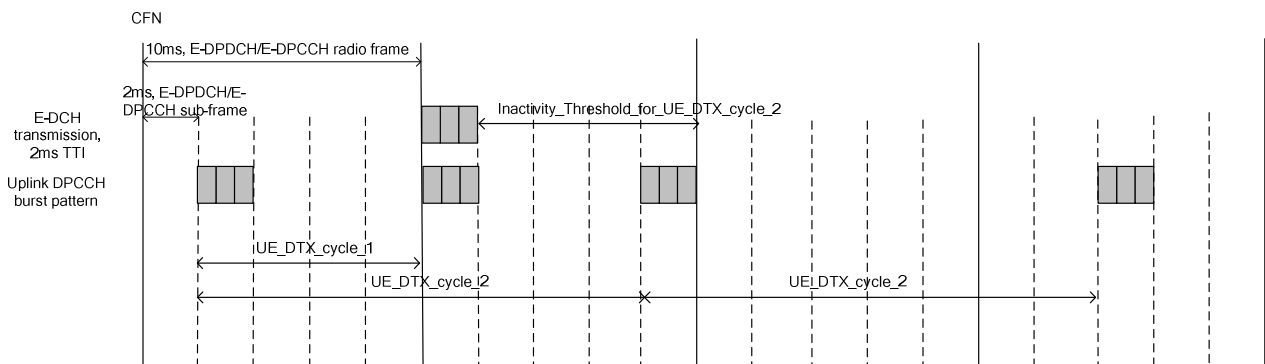 CFN
10ms, E-DPDCH/E-DPCCH radio frame
2ms, E-DPDCH/E-
DPCCH sub-frame
Inactivity_Threshold_for_UE_DTX_cycle_2
E-DCH
transmission,
2ms TTI
Uplink DPCCH
burst pattern
UE_DTX_cycle_1
UE_DTX_cycle_2
UE_DTX_cycle_2